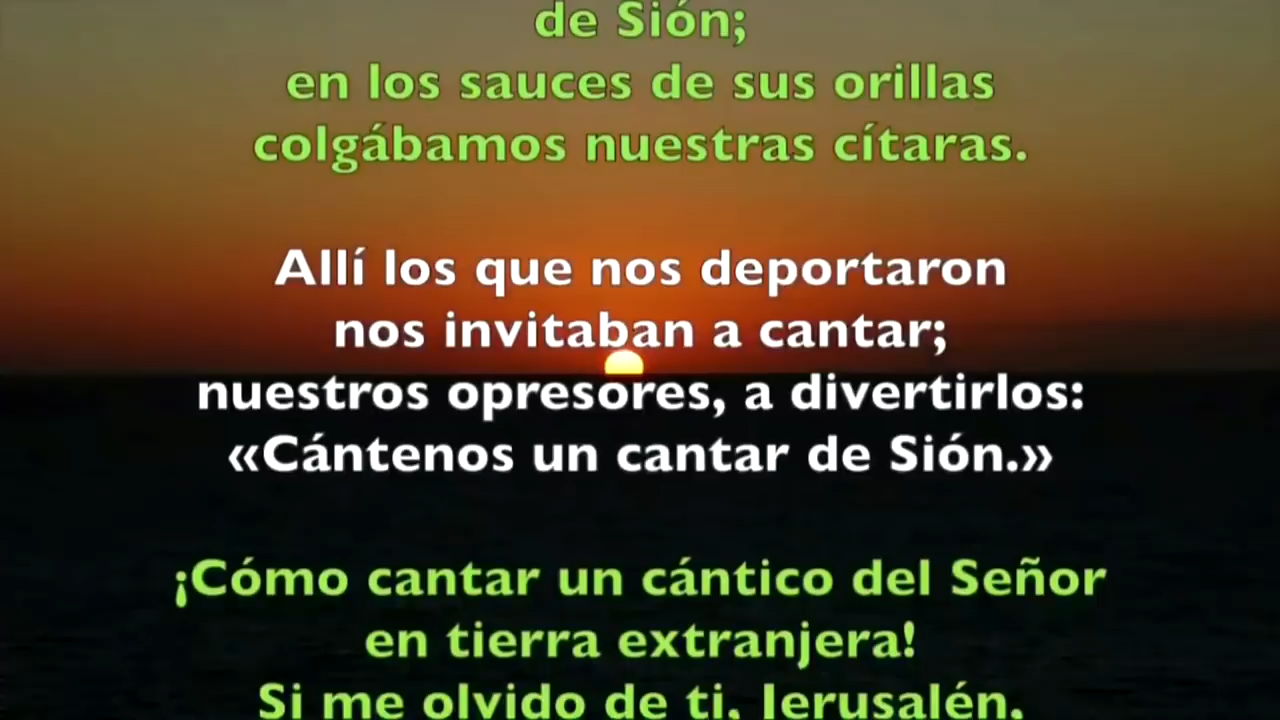 de Sión;
en los sauces de sus orillas
colgábamos nuestras cítaras.
Allí los que nos deportaron
nos invitaban a cantar;
nuestros opresores, a divertirlos:
«Cántenos un cantar de Sión.»
¡Cómo cantar un cántico del Señor
en tierra extranjera!
Si me olvido de ti, Jerusalén,